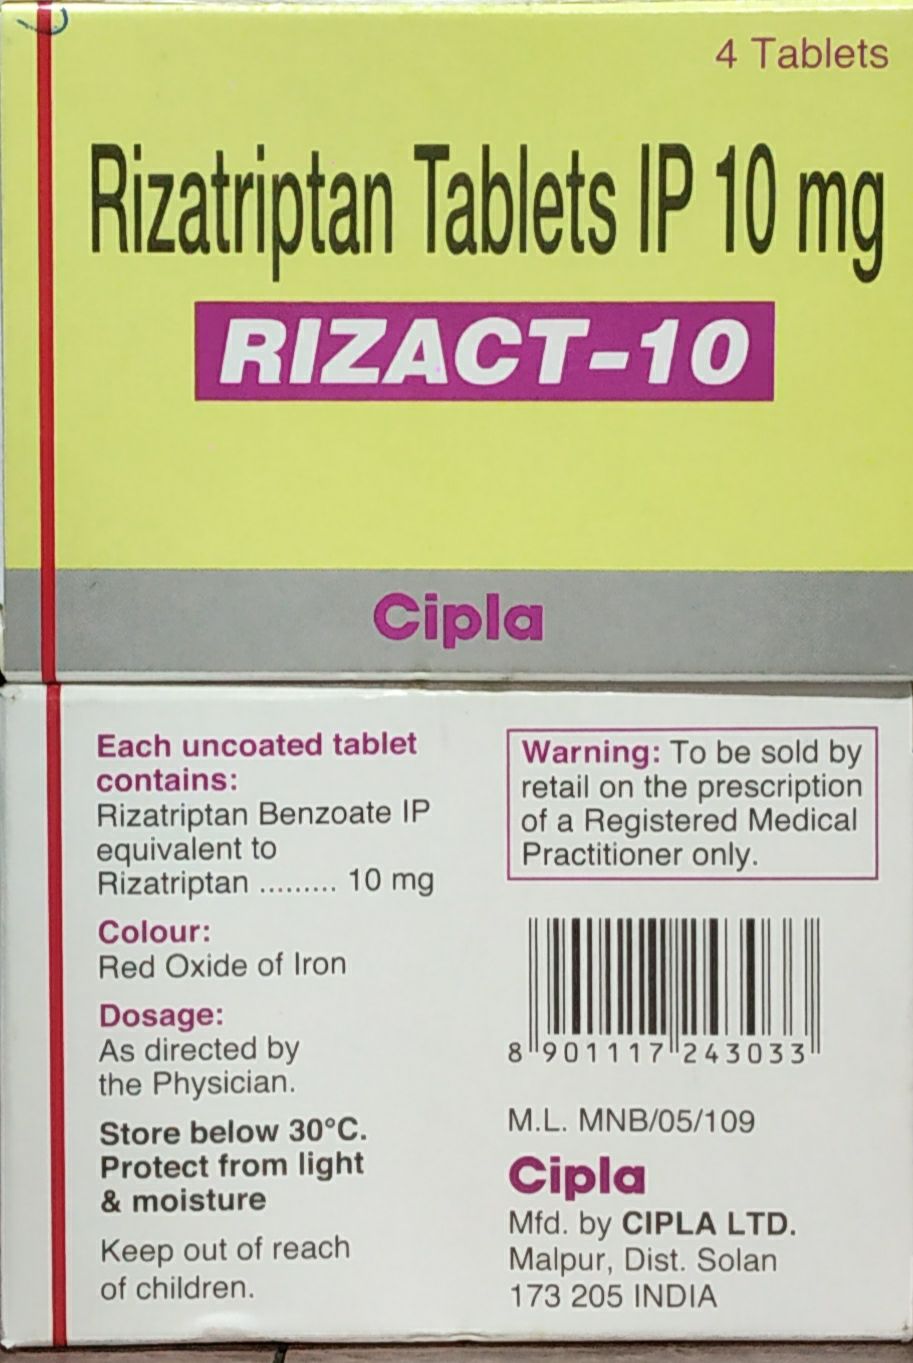 4 Tablets
Rizatriptan Tablets IP 10 mg
RIZACT-10
Cipla
Each uncoated tablet
contains:
Rizatriptan Benzoate IP
equivalent to
Rizatriptan ......... 10 mg
Colour:
Red Oxide of Iron
Dosage:
As directed by
the Physician.
Store below 30°C.
Protect from light
& moisture
Keep out of reach
of children.
Warning: To be sold by
retail on the prescription
of a Registered Medical
Practitioner only.
8 901117 243033
M.L. MNB/05/109
Cipla
Mfd. by CIPLA LTD.
Malpur, Dist. Solan
173 205 INDIA